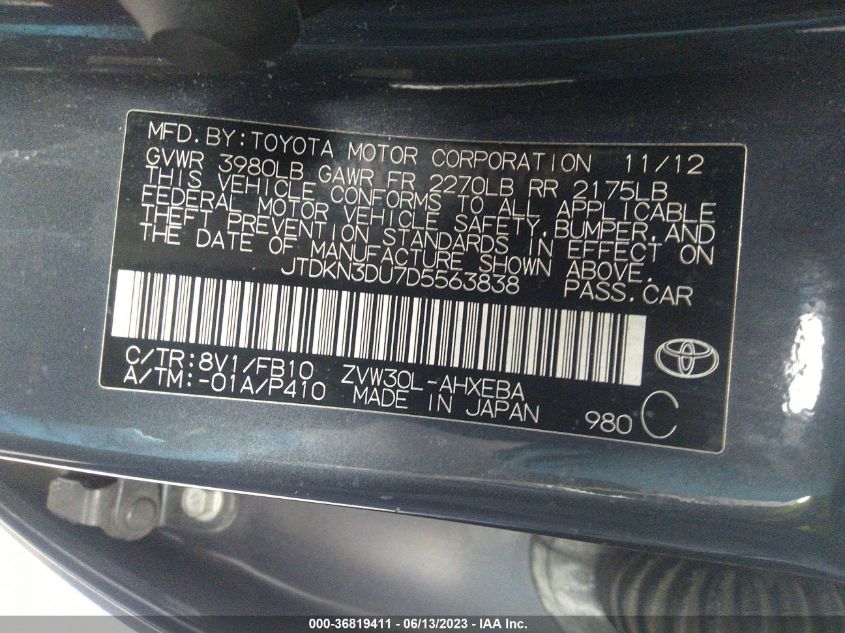 MFD.BY:TOYOTA MOTOR CORPORATION 11/12
GVWR 3980LB GAWR FR 2270LB RR 2175LB
THIS VEHICLE CONFORMS TO ALL APPLICABLE
FEDERAL MOTOR VEHICLE SAFETY,BUMPER,AND
THEFT PREVENTION STANDARDS IN EFFECT ON
THE DATE OF MANUFACTURE SHOWN ABOVE.
JTDKN3DU7D5563838 PASS.CAR
C/TR:8V1/FB10 ZVW30L-AHXEBA
A/TM:-01A/P410 MADE IN JAPAN 980 C
000-36819411 - 06/13/2023 - IAA Inc.